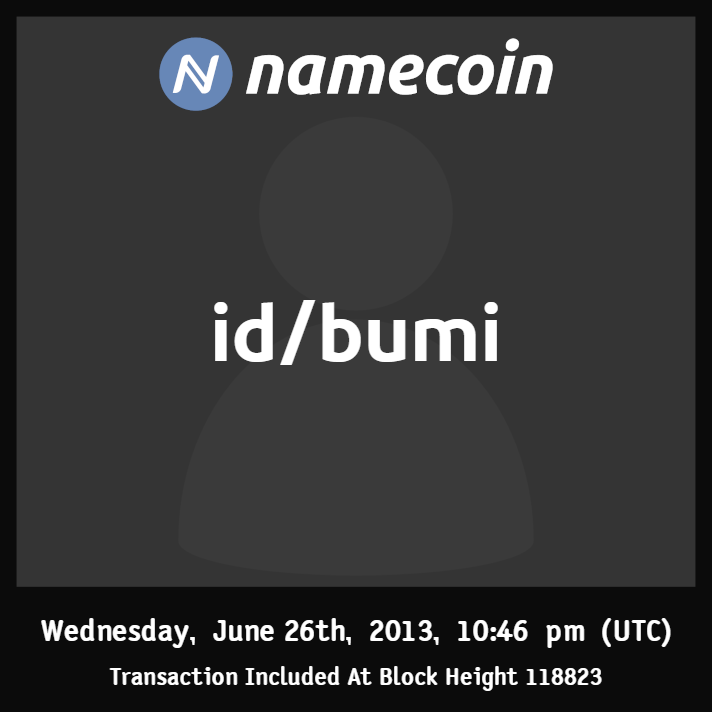 namecoin
id/bumi
Wednesday, June 26th, 2013, 10:46 pm (UTC)
Transaction Included At Block Height 118823